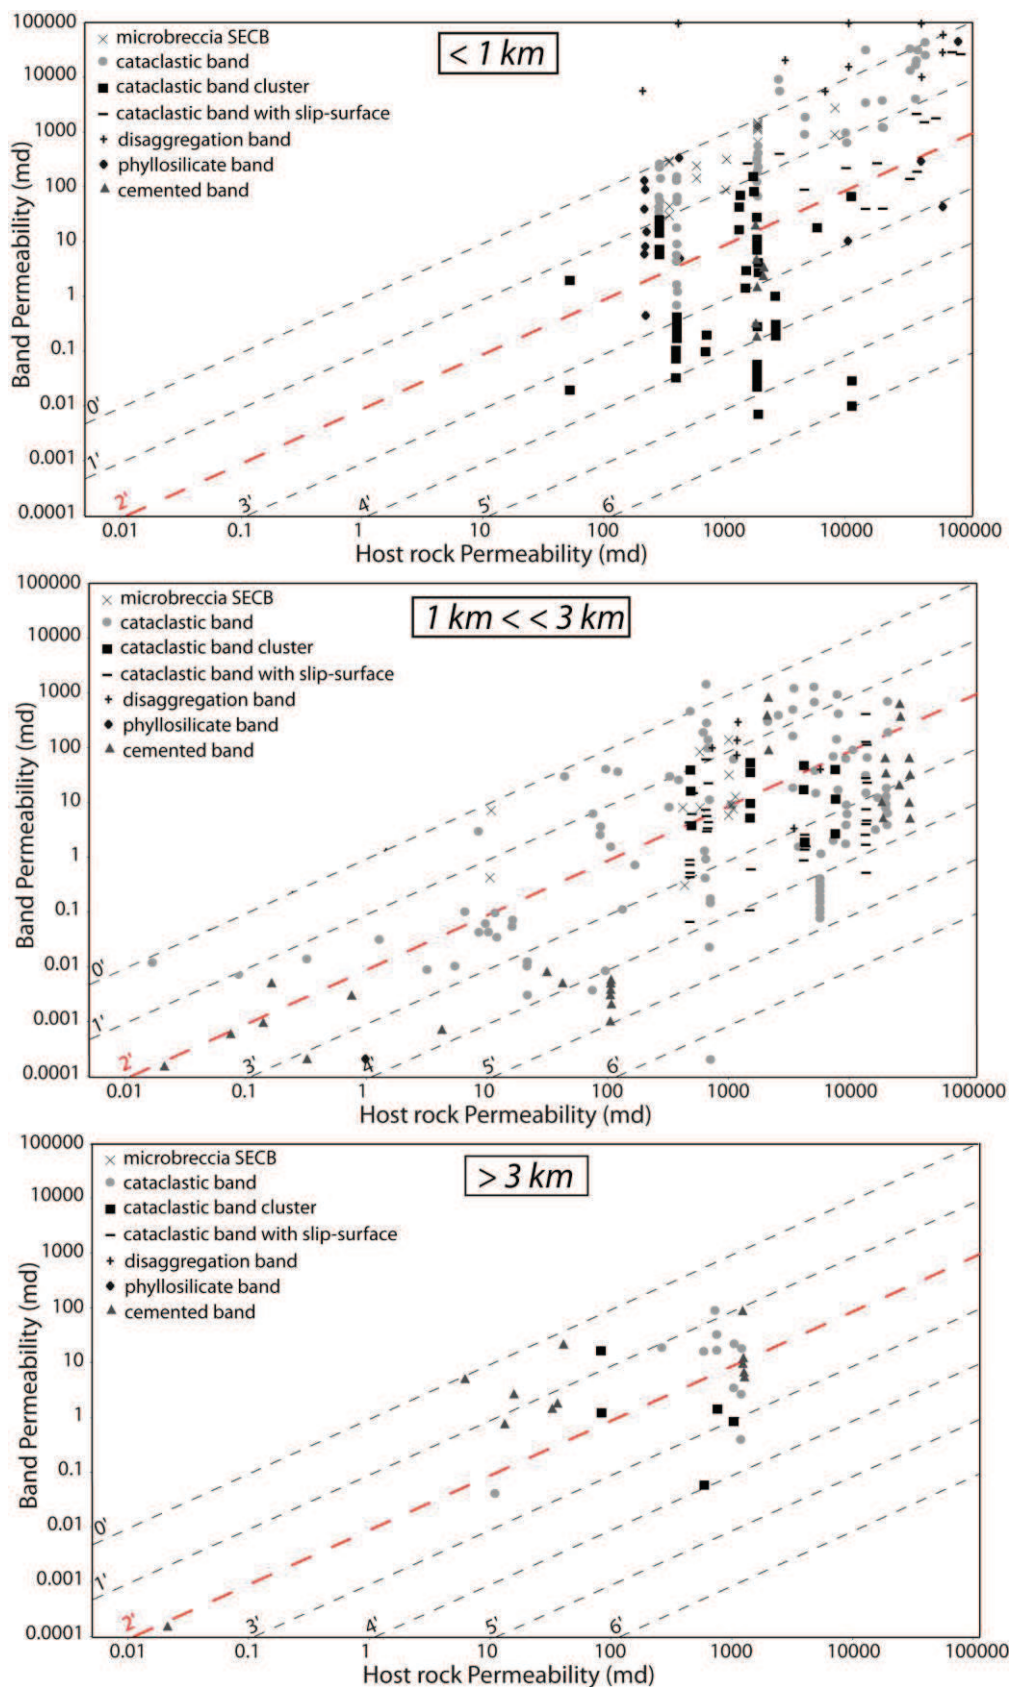 100000
10000
1000
100
10
1
0.1
0.01
0.001
0.0001
Band Permeability (md)
< 1 km
microbreccia SECB
cataclastic band
cataclastic band cluster
cataclastic band with slip-surface
disaggregation band
phyllosilicate band
cemented band
0'
1'
2'
3'
4'
5'
6'
0.01 0.1 1 10 100 1000 10000 100000
Host rock Permeability (md)
100000
10000
1000
100
10
1
0.1
0.01
0.001
0.0001
Band Permeability (md)
1 km < < 3 km
microbreccia SECB
cataclastic band
cataclastic band cluster
cataclastic band with slip-surface
disaggregation band
phyllosilicate band
cemented band
0'
1'
2'
3'
4'
5'
6'
0.01 0.1 1 10 100 1000 10000 100000
Host rock Permeability (md)
100000
10000
1000
100
10
1
0.1
0.01
0.001
0.0001
Band Permeability (md)
> 3 km
microbreccia SECB
cataclastic band
cataclastic band cluster
cataclastic band with slip-surface
disaggregation band
phyllosilicate band
cemented band
0'
1'
2'
3'
4'
5'
6'
0.01 0.1 1 10 100 1000 10000 100000
Host rock Permeability (md)